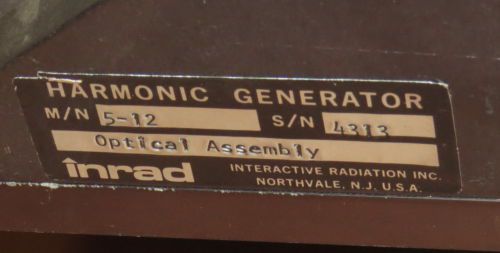 HARMONIC GENERATOR
M/N 5-12 S/N 4313
Optical Assembly
inrad INTERACTIVE RADIATION INC.
NORTHVALE, N.J. U.S.A.